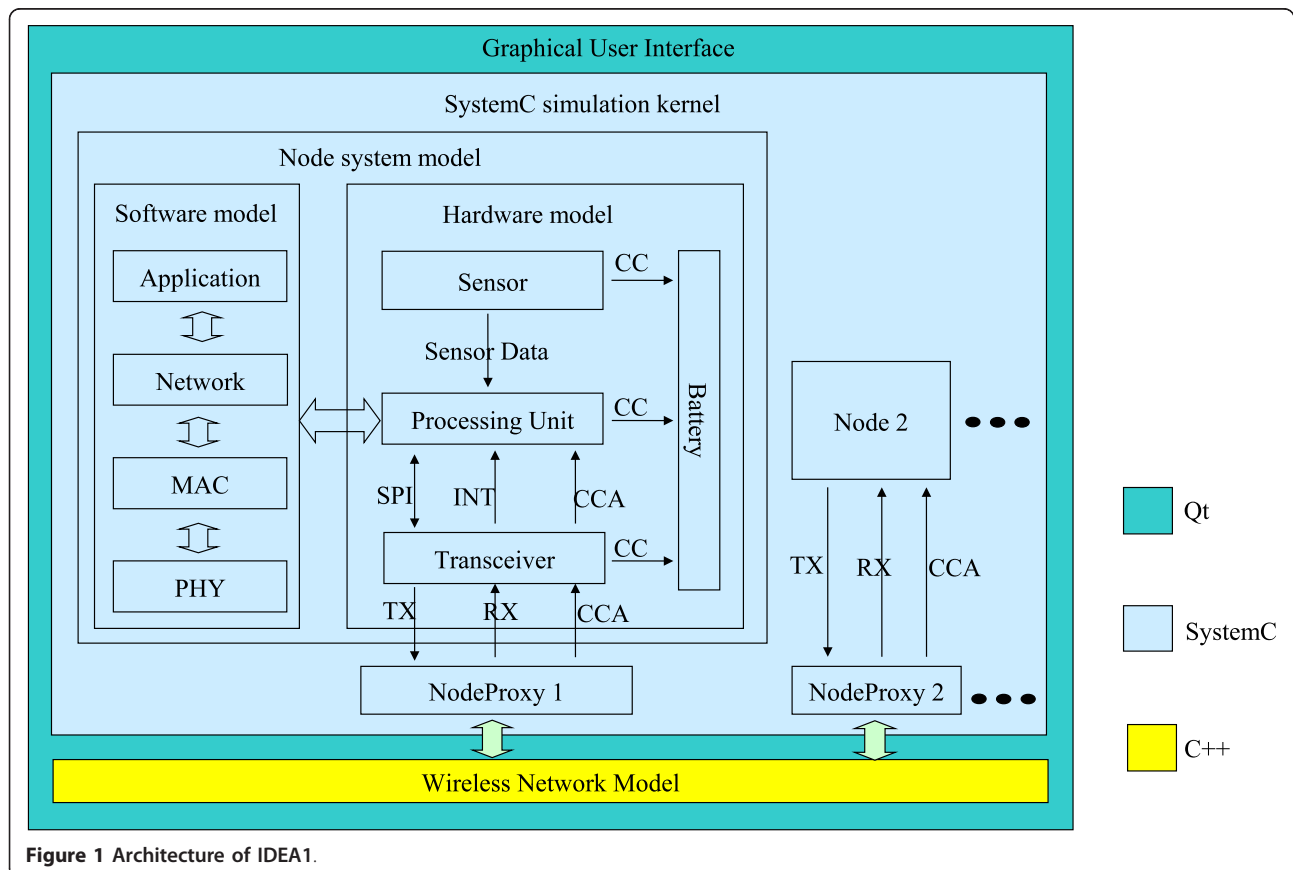 Graphical User Interface
SystemC simulation kernel
Node system model
Software model
Application
Network
MAC
PHY
Hardware model
Sensor
CC
Sensor Data
Processing Unit
CC
Battery
SPI
INT
CCA
Transceiver
CC
TX
RX
CCA
NodeProxy 1
Node 2
TX
RX
CCA
NodeProxy 2
Wireless Network Model
Qt
SystemC
C++
Figure 1 Architecture of IDEA1.